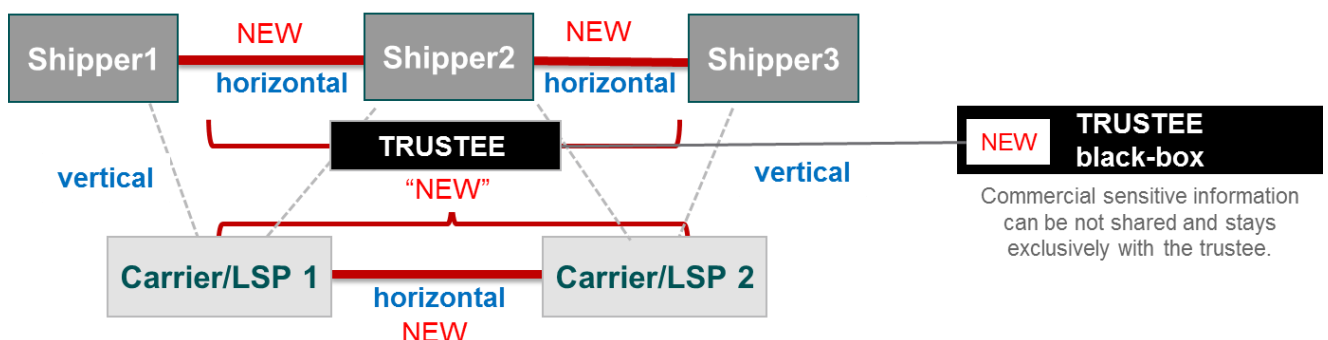 NEW
NEW
Shipper1
Shipper2
Shipper3
horizontal
horizontal
TRUSTEE
NEW
TRUSTEE
black-box
vertical
vertical
“NEW”
Commercial sensitive information
can be not shared and stays
exclusively with the trustee.
Carrier/LSP 1
Carrier/LSP 2
horizontal
NEW